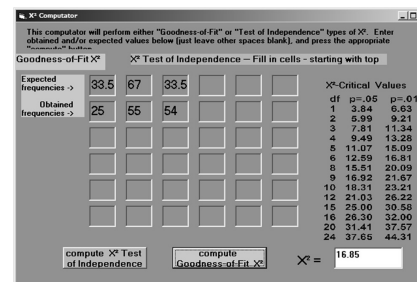 X² Computator
This computator will perform either "Goodness-of-Fit" or "Test of Independence" types of X². Enter
obtained and/or expected values below (just leave other spaces blank), and press the appropriate
"compute" button.
Goodness-of-Fit X²
X² Test of Independence – Fill in cells - starting with top
Expected
frequencies -> 33.5 67 33.5
Obtained
frequencies -> 25 55 54
X²-Critical Values
df p=.05 p=.01
1 3.84 6.63
2 5.99 9.21
3 7.81 11.34
4 9.49 13.28
5 11.07 15.09
6 12.59 16.81
8 15.51 20.09
9 16.92 21.67
10 18.31 23.21
12 21.03 26.22
15 25.00 30.58
16 26.30 32.00
20 31.41 37.57
24 37.65 44.31
compute X² Test
of Independence
compute
Goodness-of-Fit X²
X² = 16.85